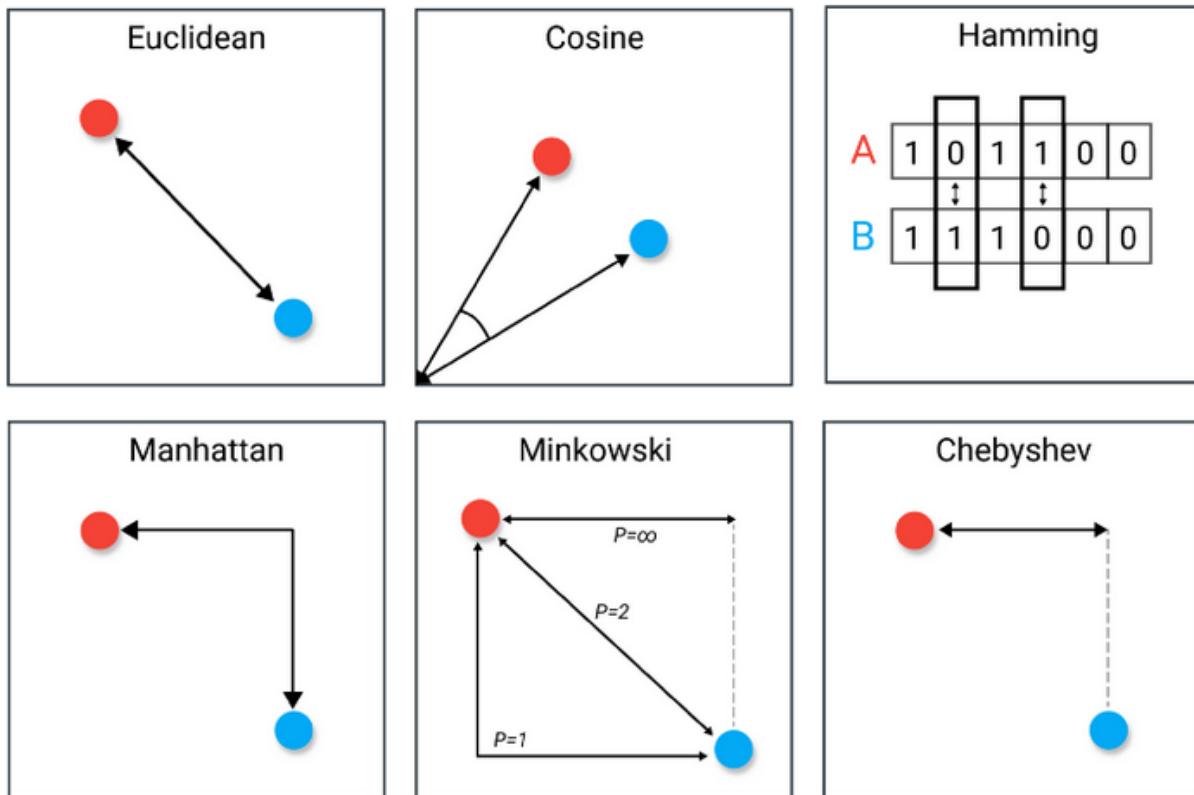 Euclidean
Cosine
Hamming
A 1 0 1 1 0 0
B 1 1 1 0 0 0
Manhattan
Minkowski
P=∞
P=2
P=1
Chebyshev